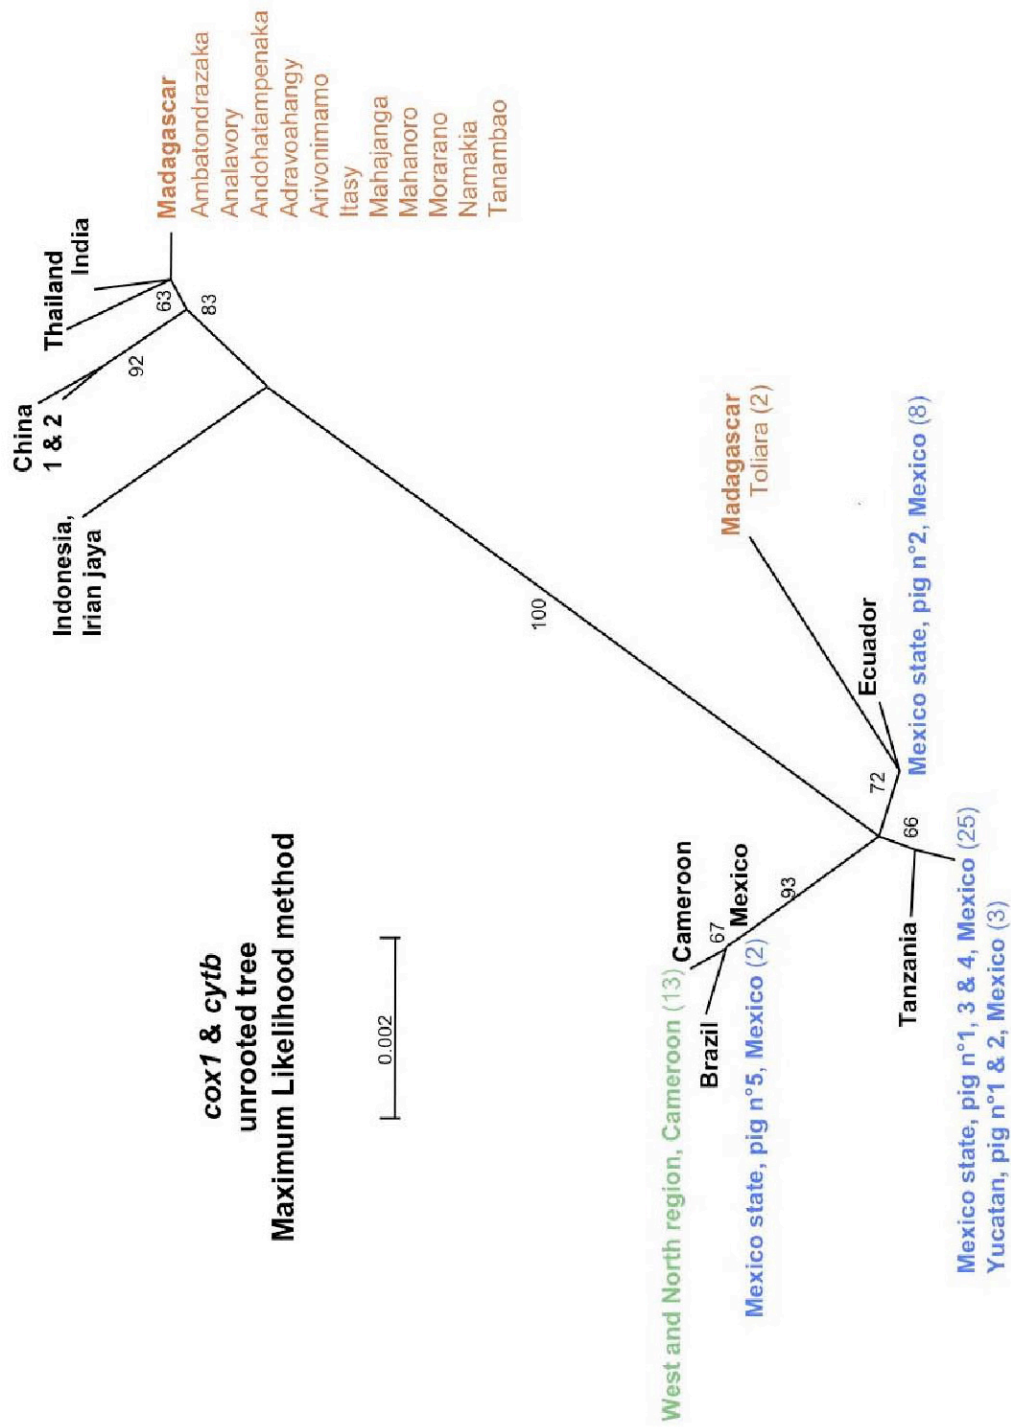 cox1 & cytb
unrooted tree
Maximum Likelihood method
0.002
Indonesia,
Irian jaya
China
1 & 2
Thailand
India
92
63
83
Madagascar
Ambatondrazaka
Analavory
Andohatampenaka
Adravoahangy
Arivonimamo
Itasy
Mahajanga
Mahanoro
Morarano
Namakia
Tanambao
100
West and North region, Cameroon (13)
Cameroon
Brazil
67
Mexico
Mexico state, pig n°5, Mexico (2)
93
Madagascar
Toliara (2)
Ecuador
72
Mexico state, pig n°2, Mexico (8)
66
Tanzania
Mexico state, pig n°1, 3 & 4, Mexico (25)
Yucatan, pig n°1 & 2, Mexico (3)